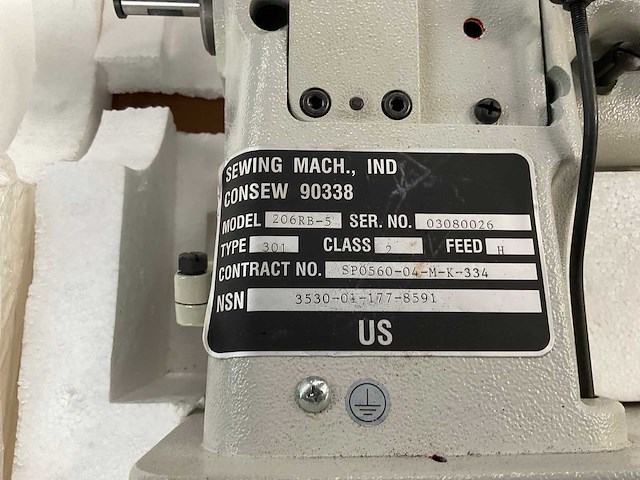 SEWING MACH., IND
CONSEW 90338
MODEL 206RB-5 SER. NO. 03080026
TYPE 301 CLASS 2 FEED H
CONTRACT NO. SP0560-04-M-K-334
NSN 3530-01-177-8591
US